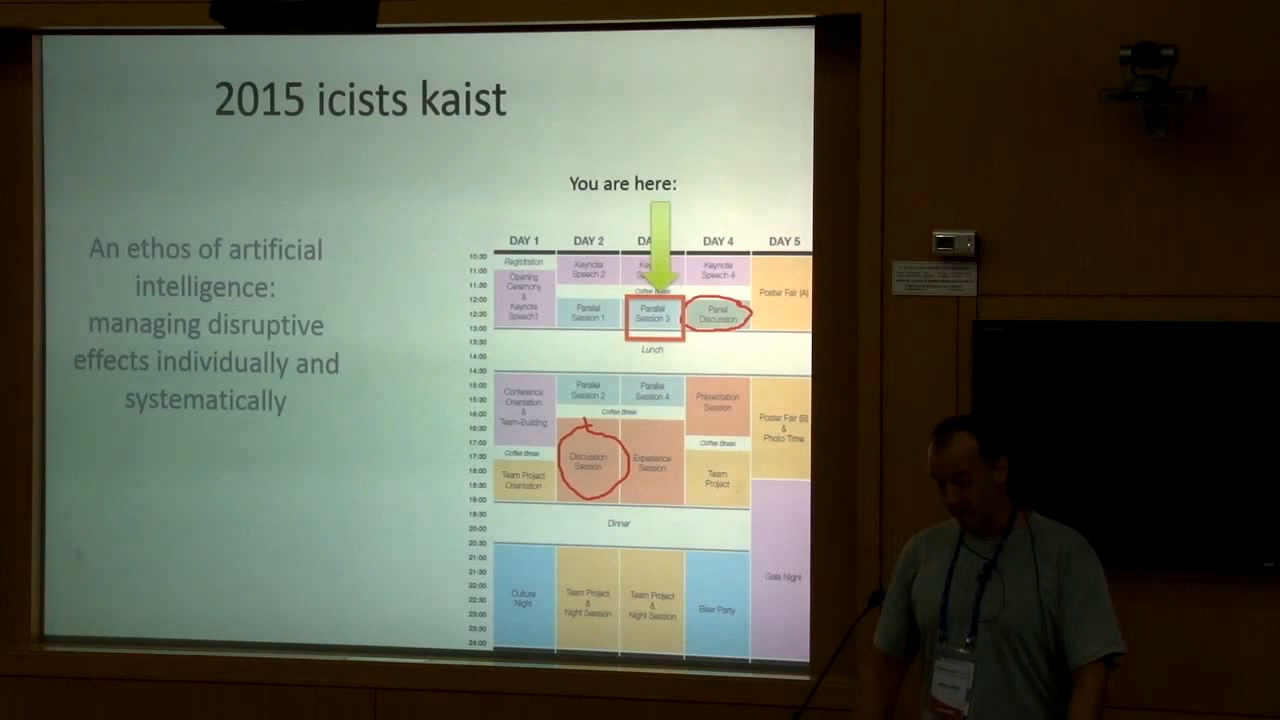 2015 icists kaist
You are here:
An ethos of artificial
intelligence:
managing disruptive
effects individually and
systematically
DAY 1 DAY 2 DA DAY 4 DAY 5
10:30
11:00
11:30
12:00
12:30
13:00
13:30
14:00
14:30
15:00
16:00
16:30
17:00
17:30
18:00
18:30
19:00
19:30
20:00
20:30
21:00
21:30
22:00
22:30
23:00
23:30
24:00
Registration
Opening
Ceremony
&
Keynote
Speech1
Keynote
Speech 2
Keynote
Speech 4
Coffee Break
Parallel
Session 1
Parallel
Session 3
Panel
Discussion
Poster Fair (A)
Lunch
Conference
Orientation
&
Team-Building
Parallel
Session 2
Parallel
Session 4
Presentation
Session
Poster Fair (B)
&
Photo Time
Coffee Break
Coffee Break
Coffee Break
Team Project
Orientation
Discussion
Session
Experience
Session
Team
Project
Dinner
Culture
Night
Team Project
&
Night Session
Team Project
&
Night Session
Beer Party
Gala Night